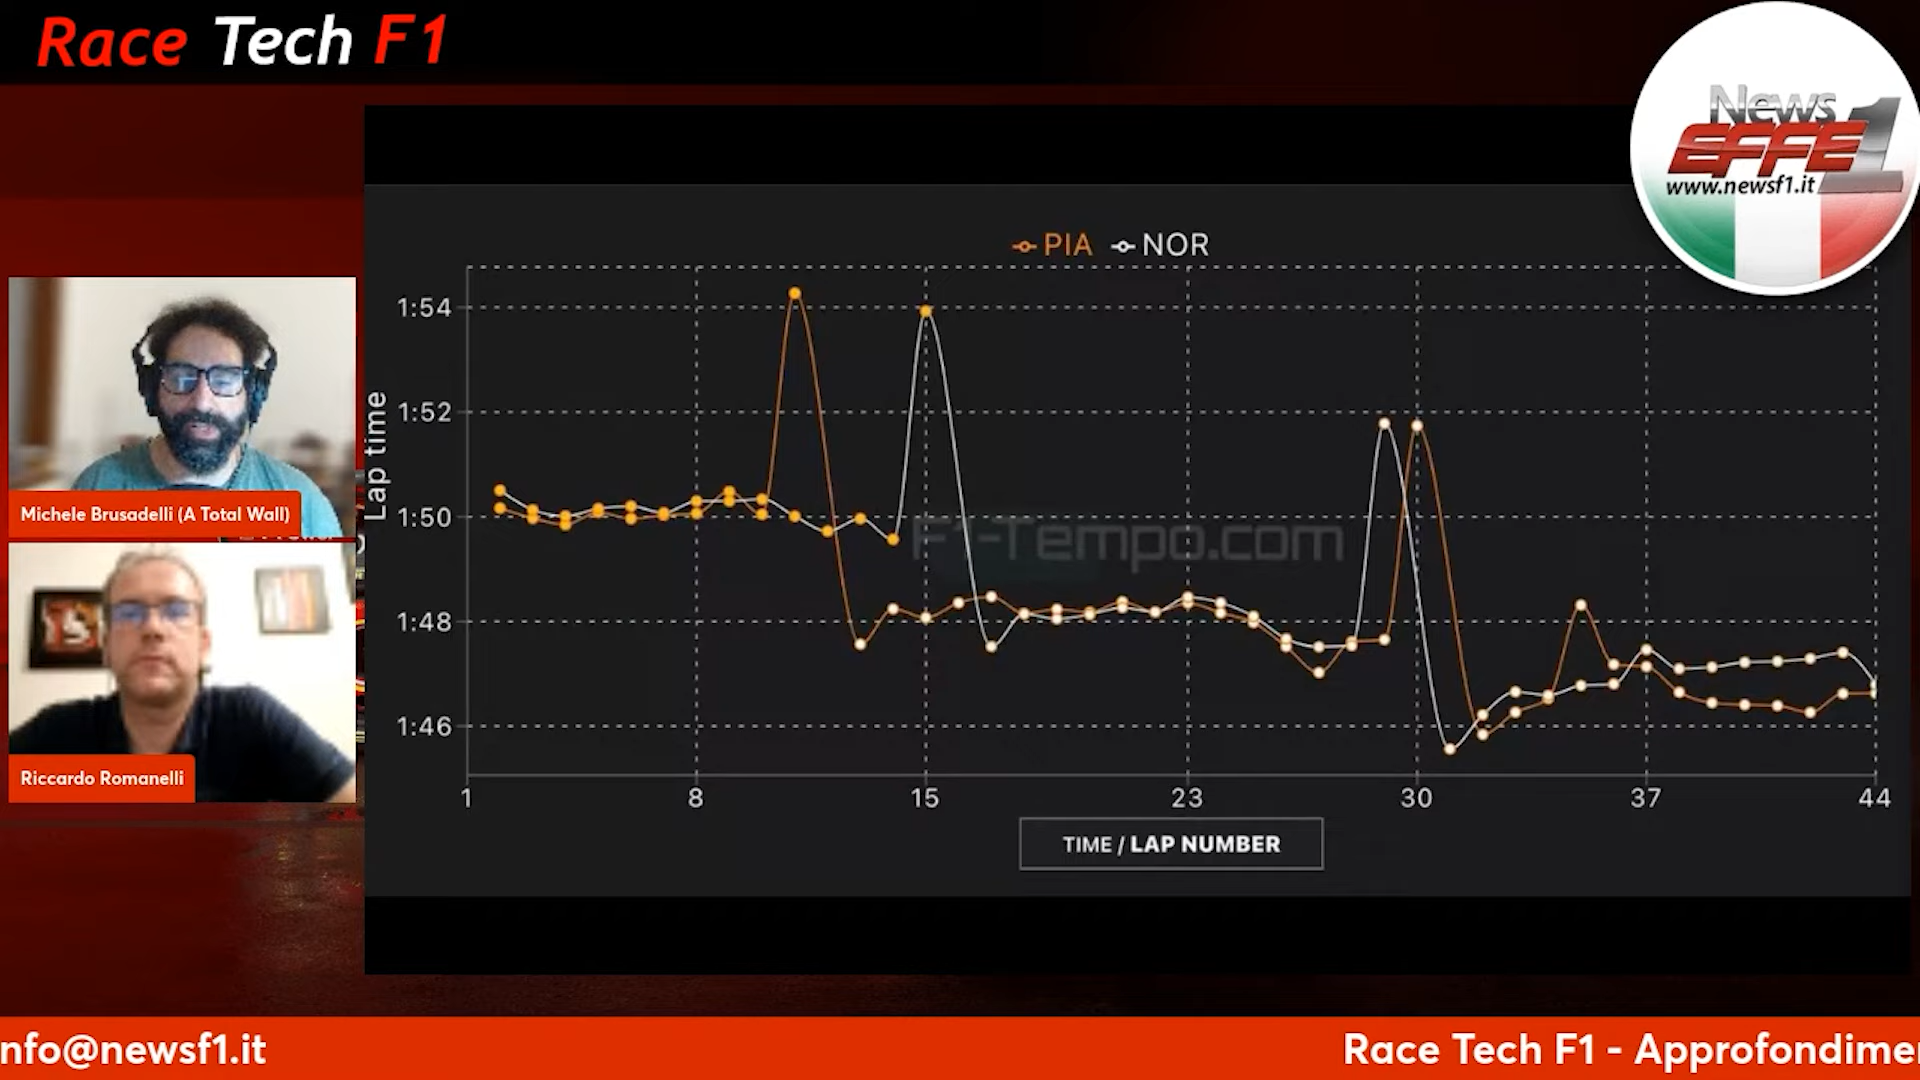 Race Tech F1
News
EFFE1
www.newsf1.it
PIA NOR
1:54
1:52
1:50
1:48
1:46
Lap time
F1-Tempo.com
1 8 15 23 30 37 44
TIME / LAP NUMBER
Michele Brusadelli (A Total Wall)
Riccardo Romanelli
nfo@newsf1.it
Race Tech F1 - Approfondime